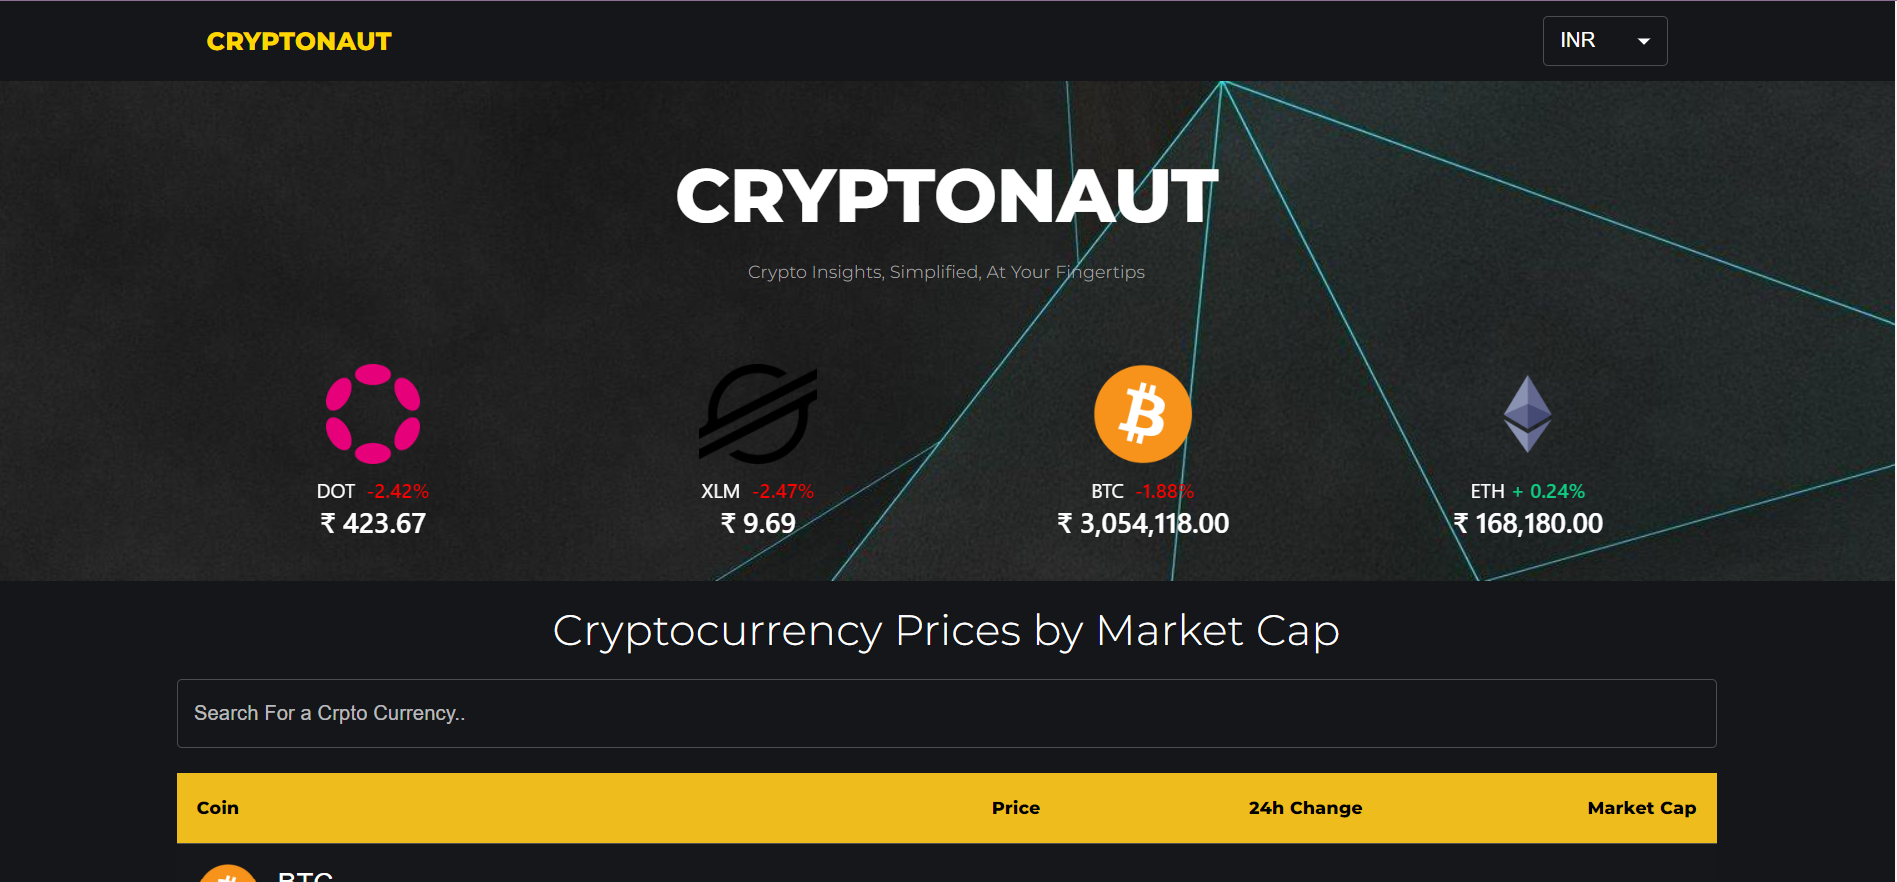 CRYPTONAUT
INR
CRYPTONAUT
Crypto Insights, Simplified, At Your Fingertips
DOT -2.42%
₹ 423.67
XLM -2.47%
₹ 9.69
BTC -1.88%
₹ 3,054,118.00
ETH + 0.24%
₹ 168,180.00
Cryptocurrency Prices by Market Cap
Search For a Crpto Currency..
Coin Price 24h Change Market Cap
BTC